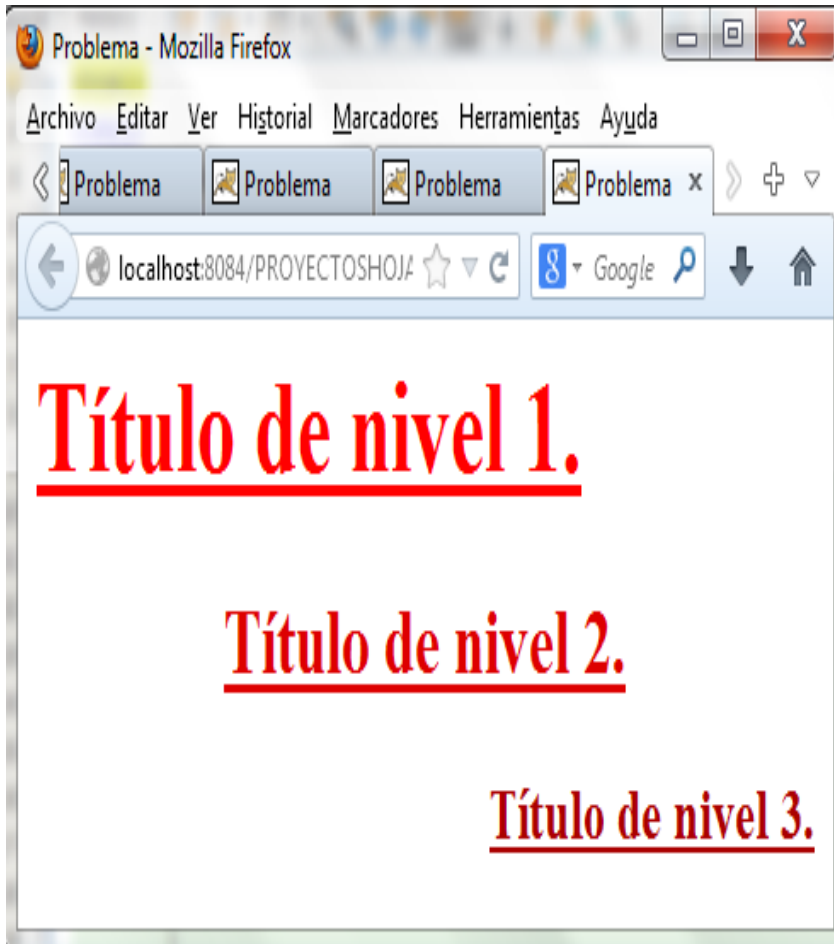 Problema - Mozilla Firefox
Archivo Editar Ver Historial Marcadores Herramientas Ayuda
Problema Problema Problema Problema x
localhost:8084/PROYECTOSHOJA 8 Google
Título de nivel 1.
Título de nivel 2.
Título de nivel 3.